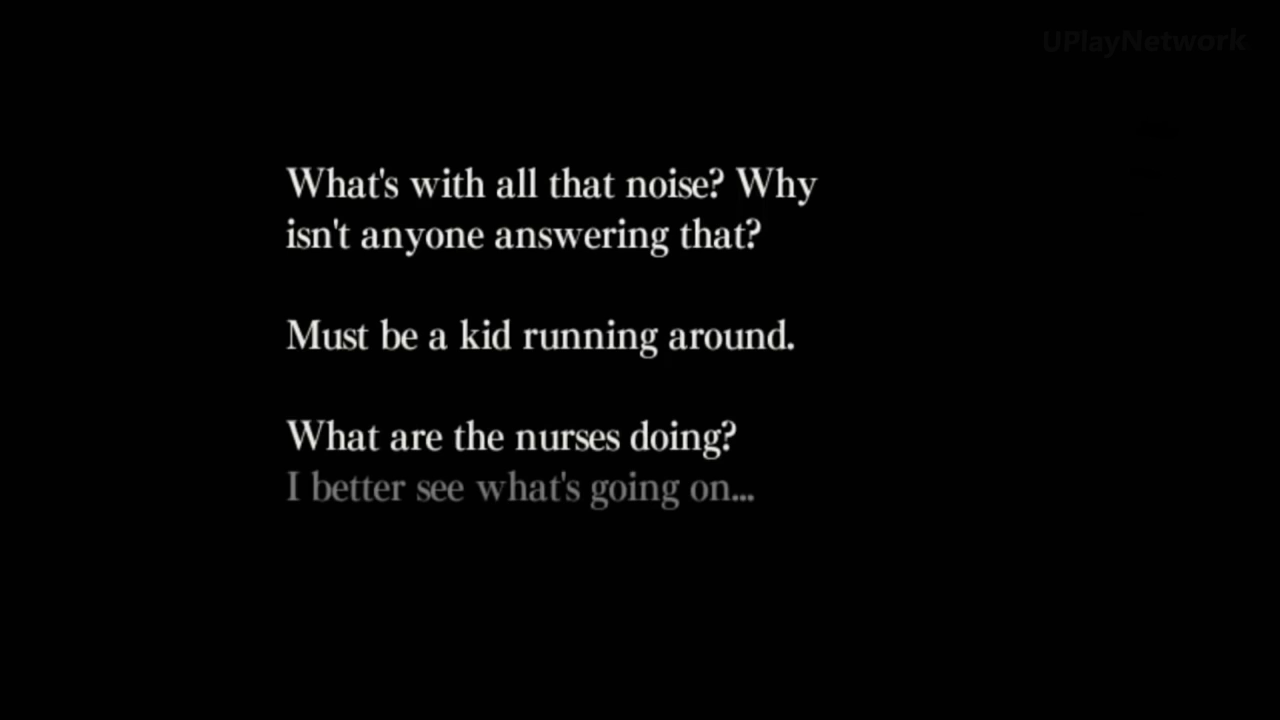 UPlayNetwork
What's with all that noise? Why
isn't anyone answering that?
Must be a kid running around.
What are the nurses doing?
I better see what's going on...